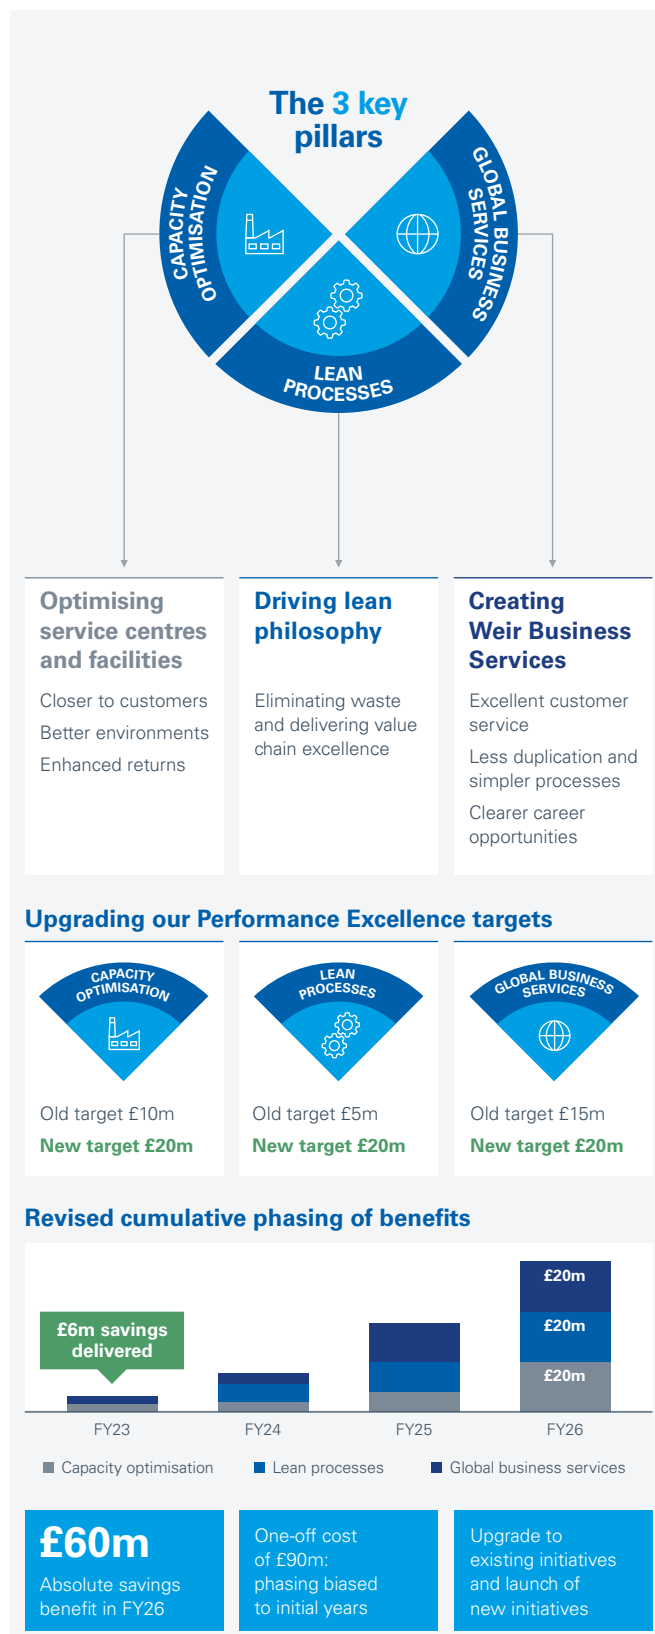 The 3 key
pillars
CAPACITY
OPTIMISATION
LEAN
PROCESSES
GLOBAL BUSINESS
SERVICES
Optimising
service centres
and facilities
Closer to customers
Better environments
Enhanced returns
Driving lean
philosophy
Eliminating waste
and delivering value
chain excellence
Creating
Weir Business
Services
Excellent customer
service
Less duplication and
simpler processes
Clearer career
opportunities
Upgrading our Performance Excellence targets
CAPACITY
OPTIMISATION
Old target £10m
New target £20m
LEAN
PROCESSES
Old target £5m
New target £20m
GLOBAL BUSINESS
SERVICES
Old target £15m
New target £20m
Revised cumulative phasing of benefits
£6m savings
delivered
£20m
£20m
£20m
FY23 FY24 FY25 FY26
Capacity optimisation Lean processes Global business services
£60m
Absolute savings
benefit in FY26
One-off cost
of £90m:
phasing biased
to initial years
Upgrade to
existing initiatives
and launch of
new initiatives